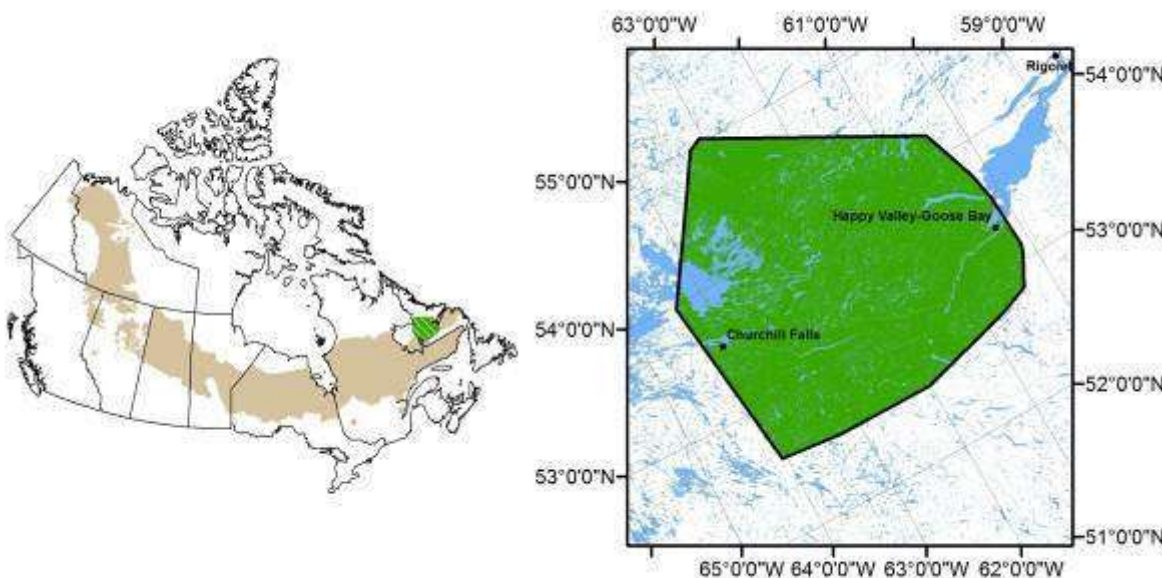 63°0'0"W 61°0'0"W 59°0'0"W
Rigolet
54°0'0"N
55°0'0"N
Happy Valley-Goose Bay
53°0'0"N
54°0'0"N
Churchill Falls
52°0'0"N
53°0'0"N
51°0'0"N
65°0'0"W 64°0'0"W 63°0'0"W 62°0'0"W